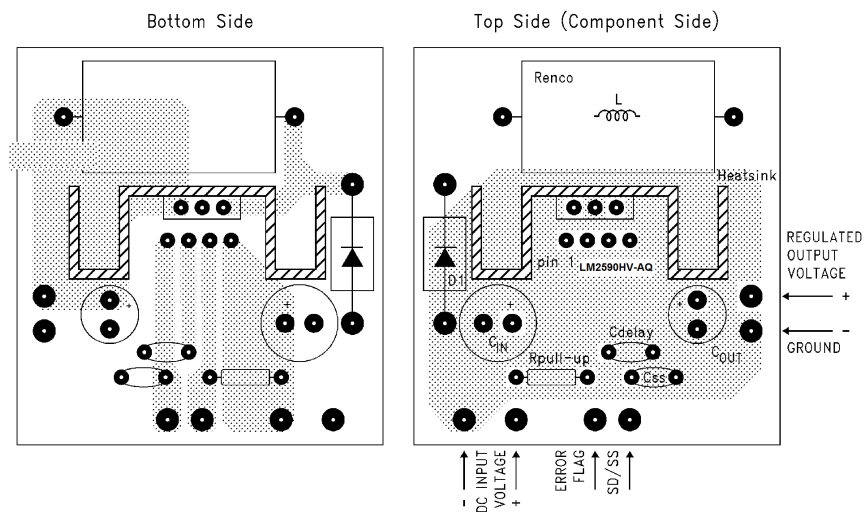 Bottom Side
Top Side (Component Side)
Renco
L
Heatsink
pin 1
LM2590HV-AQ
D1
+
+
+
+
CIN
Cdelay
COUT
Rpull-up
Css
REGULATED
OUTPUT
VOLTAGE
+
-
GROUND
-
DC INPUT
VOLTAGE
+
ERROR
FLAG
SD/SS